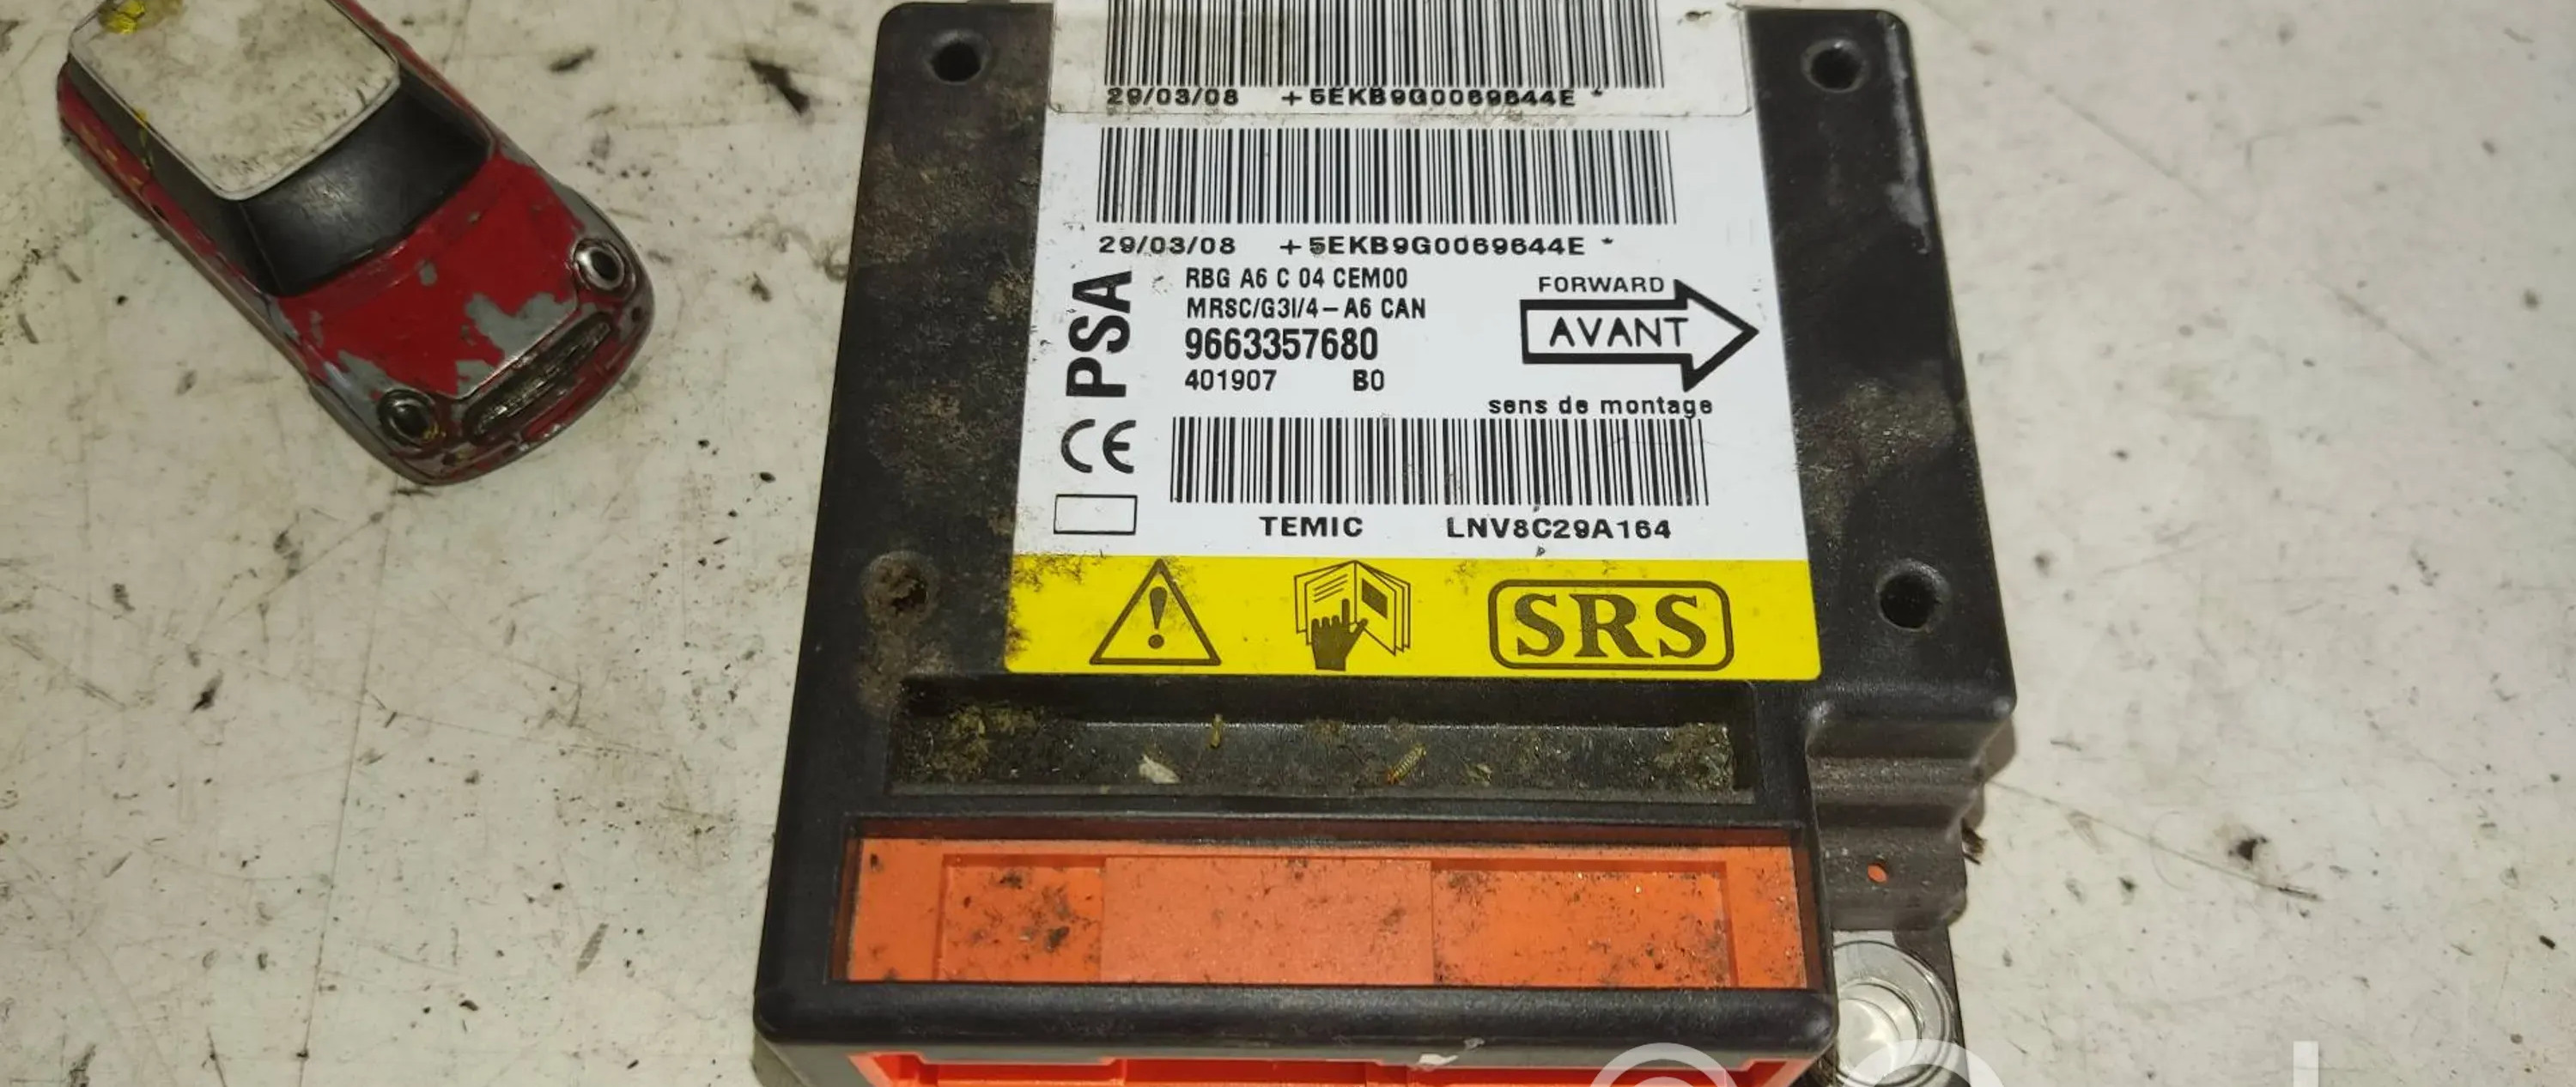 29/03/08 +5EKB9G0069644E *
29/03/08 +5EKB9G0069644E *
PSA
RBG A6 C 04 CEM00
MRSC/G3I/4-A6 CAN
9663357680
401907 B0
FORWARD
AVANT
sens de montage
CE
TEMIC LNV8C29A164
SRS